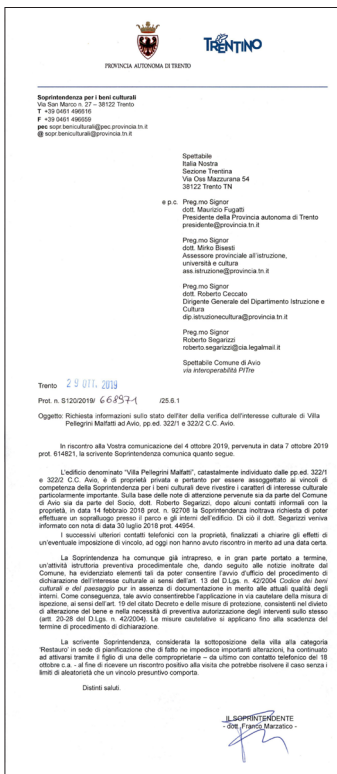 PROVINCIA AUTONOMA DI TRENTO
TRENTINO
Soprintendenza per i beni culturali
Via San Marco n. 27 – 38122 Trento
T +39 0461 496616
F +39 0461 496659
pec sopr.beniculturali@pec.provincia.tn.it
@ sopr.beniculturali@provincia.tn.it
Spettabile
Italia Nostra
Sezione Trentina
Via Oss Mazzurana 54
38122 Trento TN
e p.c. Preg.mo Signor
dott. Maurizio Fugatti
Presidente della Provincia autonoma di Trento
presidente@provincia.tn.it
Preg.mo Signor
dott. Mirko Bisesti
Assessore provinciale all'istruzione,
università e cultura
ass.istruzione@provincia.tn.it
Preg.mo Signor
dott. Roberto Ceccato
Dirigente Generale del Dipartimento Istruzione e
Cultura
dip.istruzionecultura@provincia.tn.it
Preg.mo Signor
Roberto Segarizzi
roberto.segarizzi@cia.legalmail.it
Spettabile Comune di Avio
via interoperabilità PITre
Trento 29 OTT. 2019
Prot. n. S120/2019/ 668971 /25.6.1
Oggetto: Richiesta informazioni sullo stato dell'iter della verifica dell'interesse culturale di Villa
Pellegrini Malfatti ad Avio, pp.ed. 322/1 e 322/2 C.C. Avio.
In riscontro alla Vostra comunicazione del 4 ottobre 2019, pervenuta in data 7 ottobre 2019
prot. 614821, la scrivente Soprintendenza comunica quanto segue.
L'edificio denominato "Villa Pellegrini Malfatti", catastalmente individuato dalle pp.ed. 322/1
e 322/2 C.C. Avio, è di proprietà privata e pertanto per essere assoggettato ai vincoli di
competenza della Soprintendenza per i beni culturali deve rivestire i caratteri di interesse culturale
particolarmente importante. Sulla base delle note di attenzione pervenute sia da parte del Comune
di Avio sia da parte del Socio, dott. Roberto Segarizzi, dopo alcuni contatti informali con la
proprietà, in data 14 febbraio 2018 prot. n. 92708 la Soprintendenza inoltrava richiesta di poter
effettuare un sopralluogo presso il parco e gli interni dell'edificio. Di ciò il dott. Segarizzi veniva
informato con nota di data 30 luglio 2018 prot. 44954.
I successivi ulteriori contatti telefonici con la proprietà, finalizzati a chiarire gli effetti di
un'eventuale imposizione di vincolo, ad oggi non hanno avuto riscontro in merito ad una data certa.
La Soprintendenza ha comunque già intrapreso, e in gran parte portato a termine,
un'attività istruttoria preventiva procedimentale che, dando seguito alle notizie inoltrate dal
Comune, ha evidenziato elementi tali da poter consentire l'avvio d'ufficio del procedimento di
dichiarazione dell'interesse culturale ai sensi dell'art. 13 del D.Lgs. n. 42/2004 Codice dei beni
culturali e del paesaggio pur in assenza di documentazione in merito alle attuali qualità degli
interni. Come conseguenza, tale avvio consentirebbe l'applicazione in via cautelare della misura di
ispezione, ai sensi dell'art. 19 del citato Decreto e delle misure di protezione, consistenti nel divieto
di alterazione del bene e nella necessità di preventiva autorizzazione degli interventi sullo stesso
(artt. 20-28 del D.Lgs. n. 42/2004). Le misure cautelative si applicano fino alla scadenza del
termine di procedimento di dichiarazione.
La scrivente Soprintendenza, considerata la sottoposizione della villa alla categoria
'Restauro' in sede di pianificazione che di fatto ne impedisce importanti alterazioni, ha continuato
ad attivarsi tramite il figlio di una delle comproprietarie – da ultimo con contatto telefonico del 18
ottobre c.a. - al fine di ricevere un riscontro positivo alla visita che potrebbe risolvere il caso senza i
limiti di aleatorietà che un vincolo presuntivo comporta.
Distinti saluti.
IL SOPRINTENDENTE
- dott. Franco Marzatico -